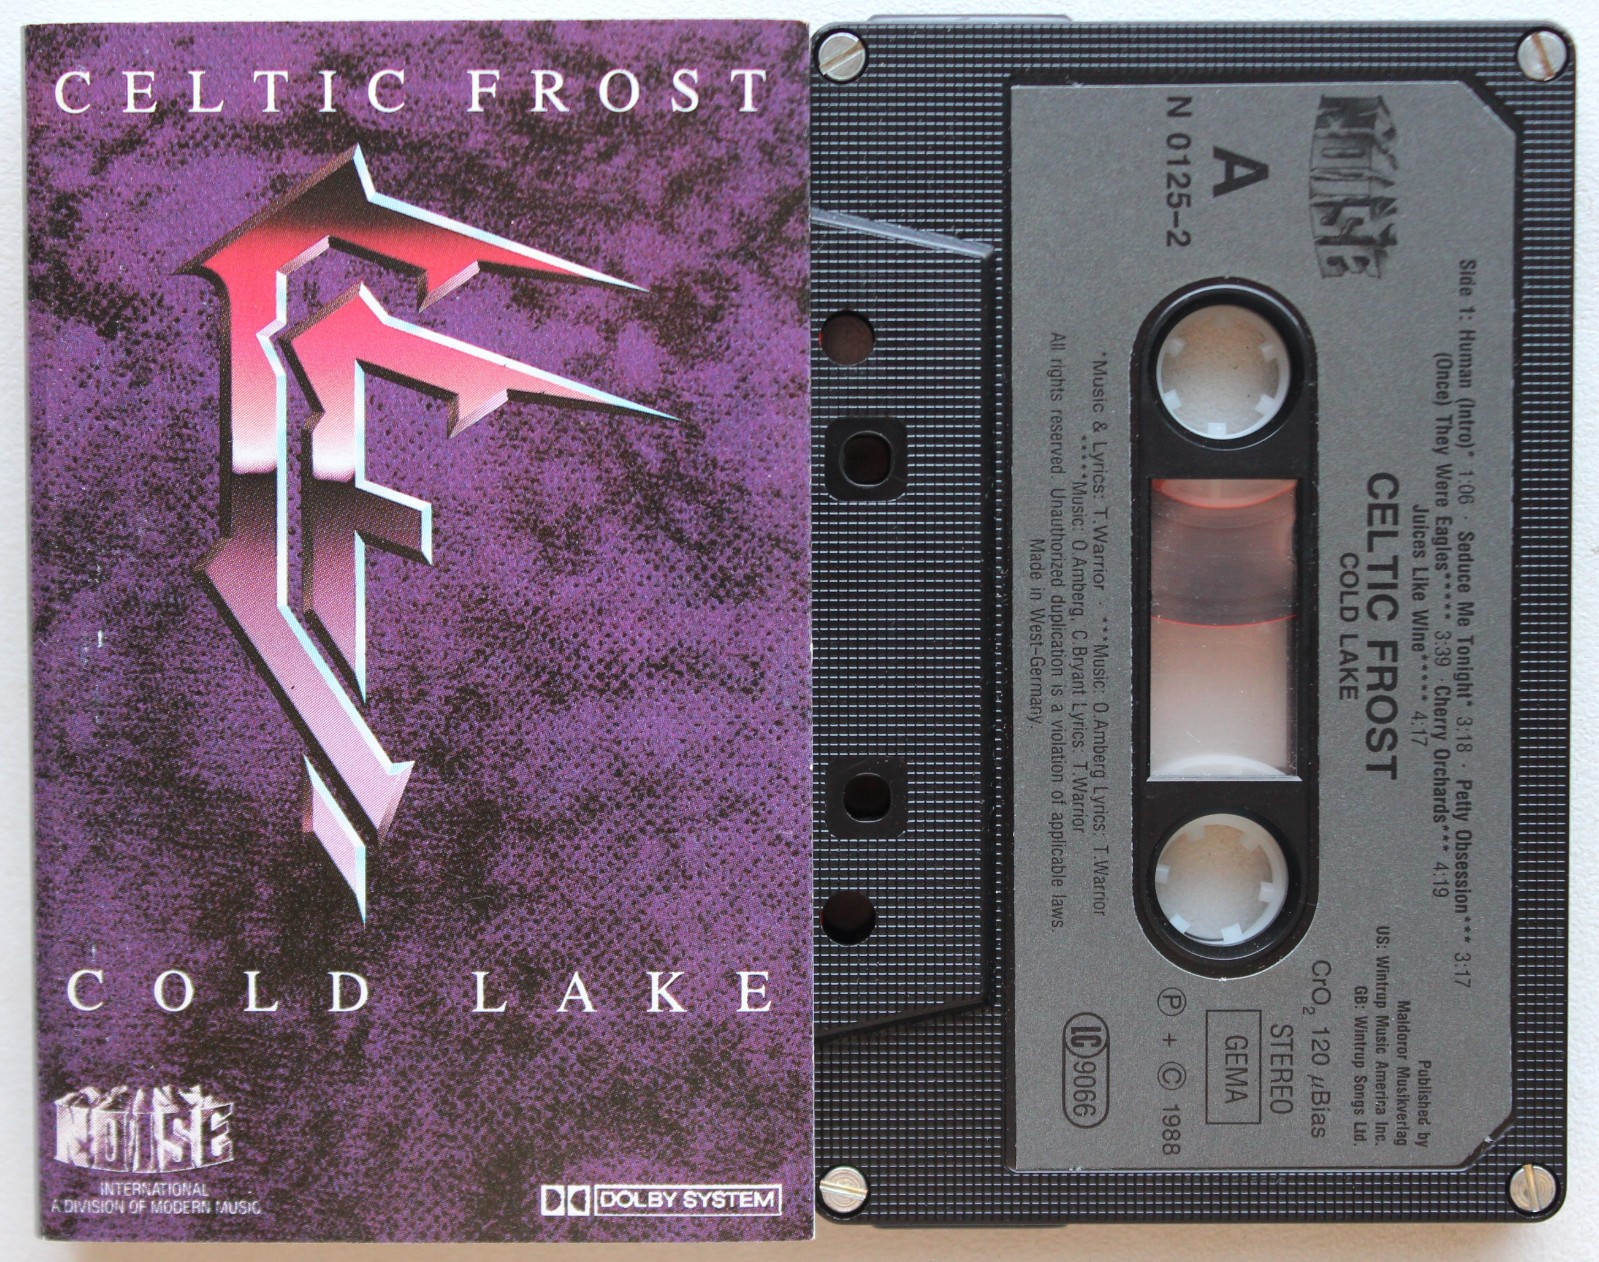 CELTIC FROST
COLD LAKE
NOISE
INTERNATIONAL
A DIVISION OF MODERN MUSIC
DOLBY SYSTEM
NOISE
A
N 0125-2
Side 1: Human (Intro)* 1:06 · Seduce Me Tonight* 3:18 · Petty Obsession*** 3:17
(Once) They Were Eagles***** 3:39 · Cherry Orchards*** 4:19
Juices Like Wine***** 4:17
CELTIC FROST
COLD LAKE
Published by
Maldoror Musikverlag
US: Wintrup Music America Inc.
GB: Wintrup Songs Ltd.
CrO2 120 µBias
STEREO
GEMA
Ⓟ + © 1988
IC 906G
*Music & Lyrics: T.Warrior · ***Music: O.Amberg Lyrics: T.Warrior
*****Music: O.Amberg, C.Bryant Lyrics: T.Warrior
All rights reserved. Unauthorized duplication is a violation of applicable laws.
Made in West-Germany.